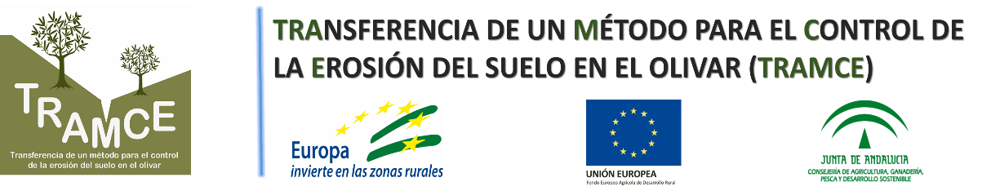 TRAMCE
Transferencia de un método para el control
de la erosión del suelo en el olivar
TRANSFERENCIA DE UN MÉTODO PARA EL CONTROL DE
LA EROSIÓN DEL SUELO EN EL OLIVAR (TRAMCE)
Europa
invierte en las zonas rurales
UNIÓN EUROPEA
Fondo Europeo Agrícola de Desarrollo Rural
JUNTA DE ANDALUCIA
CONSEJERÍA DE AGRICULTURA, GANADERÍA,
PESCA Y DESARROLLO SOSTENIBLE